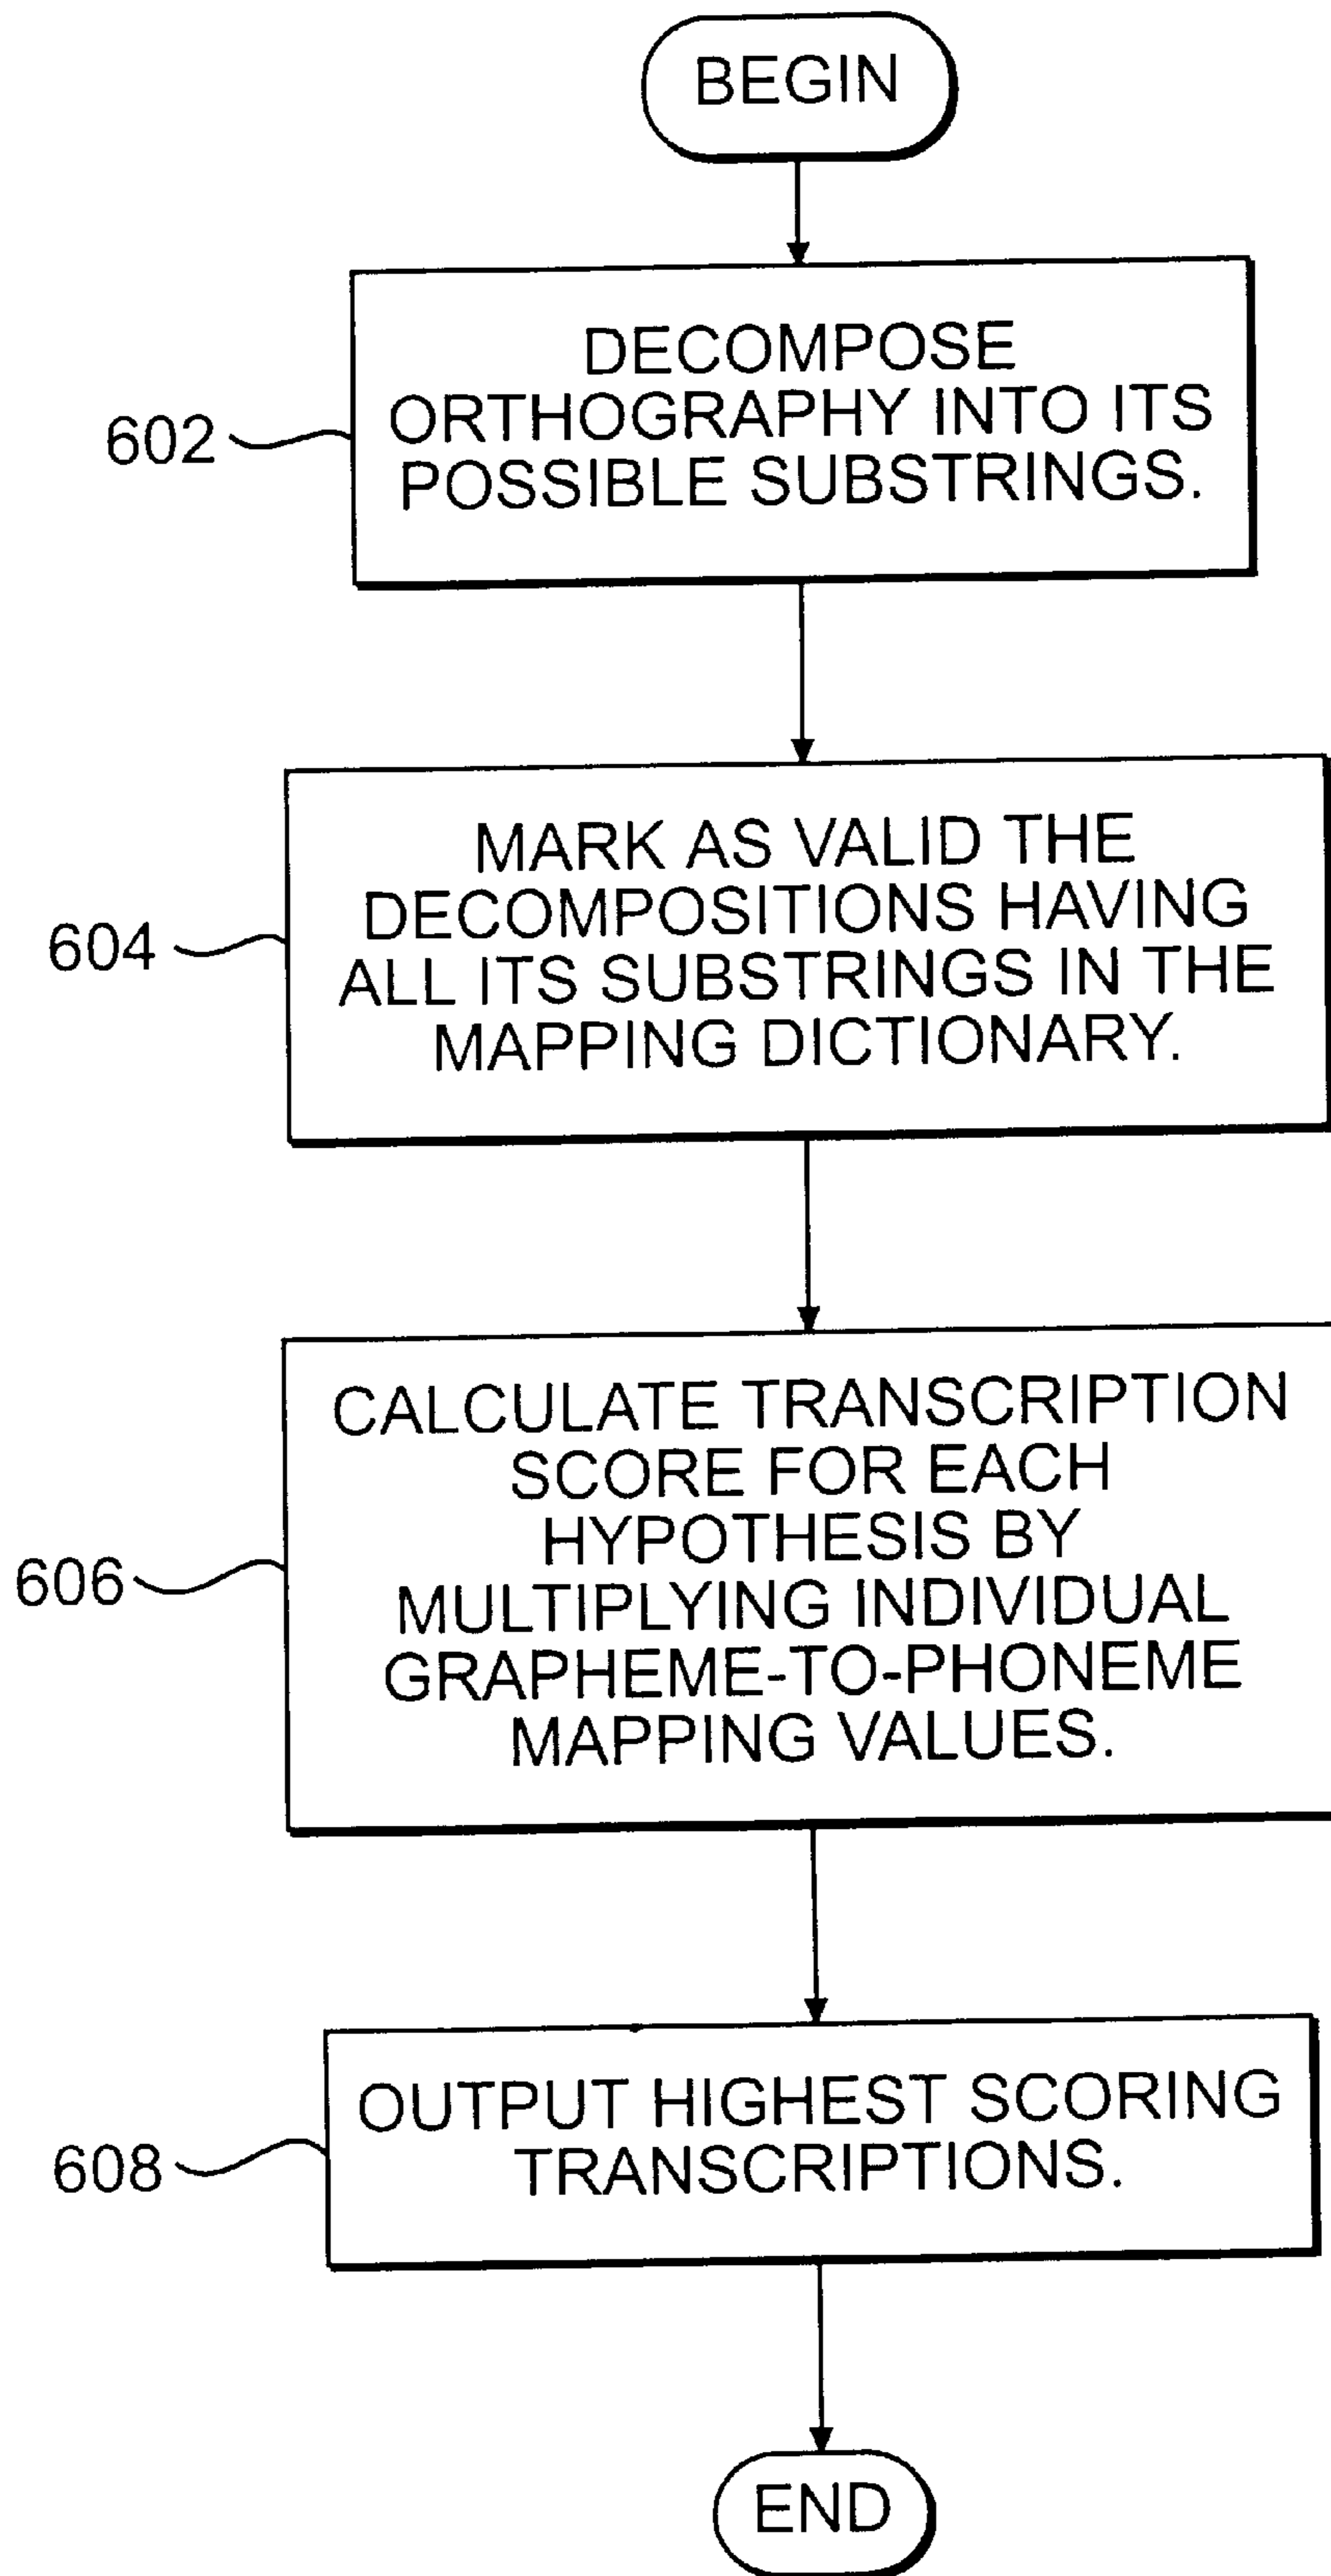 BEGIN
602
DECOMPOSE
ORTHOGRAPHY INTO ITS
POSSIBLE SUBSTRINGS.
604
MARK AS VALID THE
DECOMPOSITIONS HAVING
ALL ITS SUBSTRINGS IN THE
MAPPING DICTIONARY.
606
CALCULATE TRANSCRIPTION
SCORE FOR EACH
HYPOTHESIS BY
MULTIPLYING INDIVIDUAL
GRAPHEME-TO-PHONEME
MAPPING VALUES.
608
OUTPUT HIGHEST SCORING
TRANSCRIPTIONS.
END